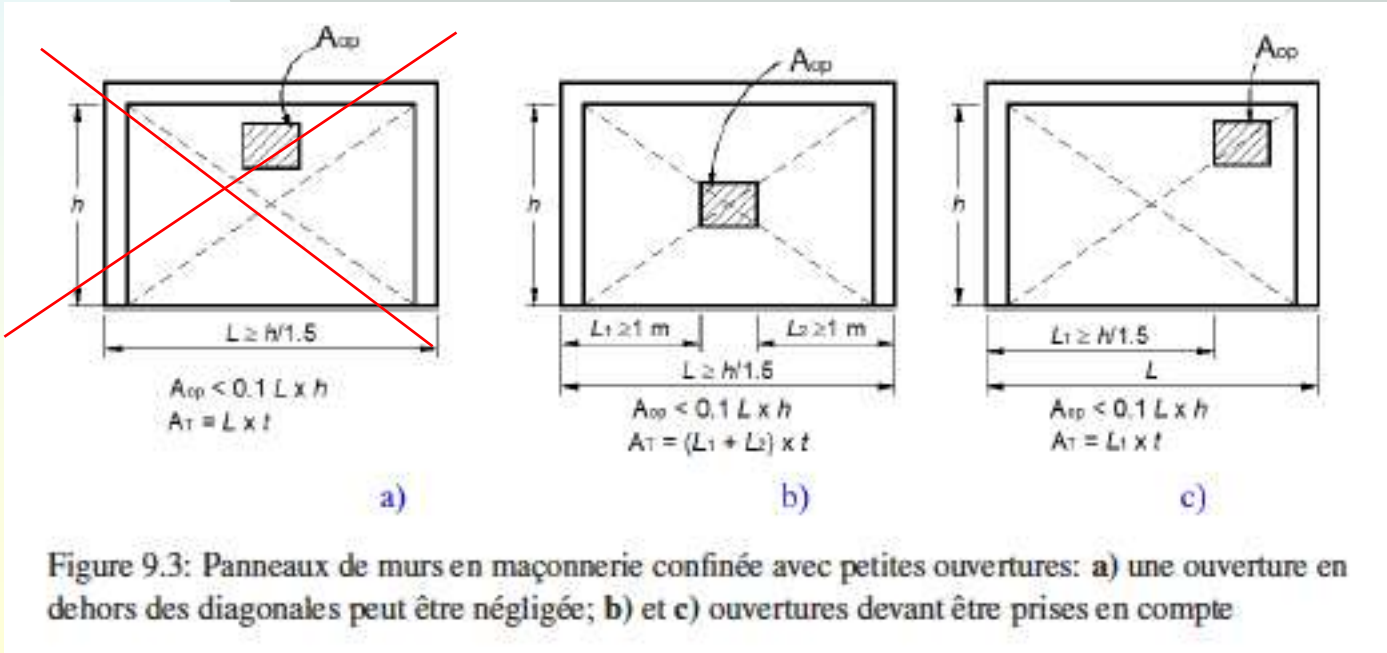 Aop
h
L ≥ h/1.5
Aop < 0.1 L x h
AT = L x t
a)
Aop
h
L1 ≥1 m
L2 ≥1 m
L ≥ h/1.5
Aop < 0.1 L x h
AT = (L1 + L2) x t
b)
Aop
h
L1 ≥ h/1.5
L
Aop < 0.1 L x h
AT = L1 x t
c)
Figure 9.3: Panneaux de murs en maçonnerie confinée avec petites ouvertures: a) une ouverture en
dehors des diagonales peut être négligée; b) et c) ouvertures devant être prises en compte